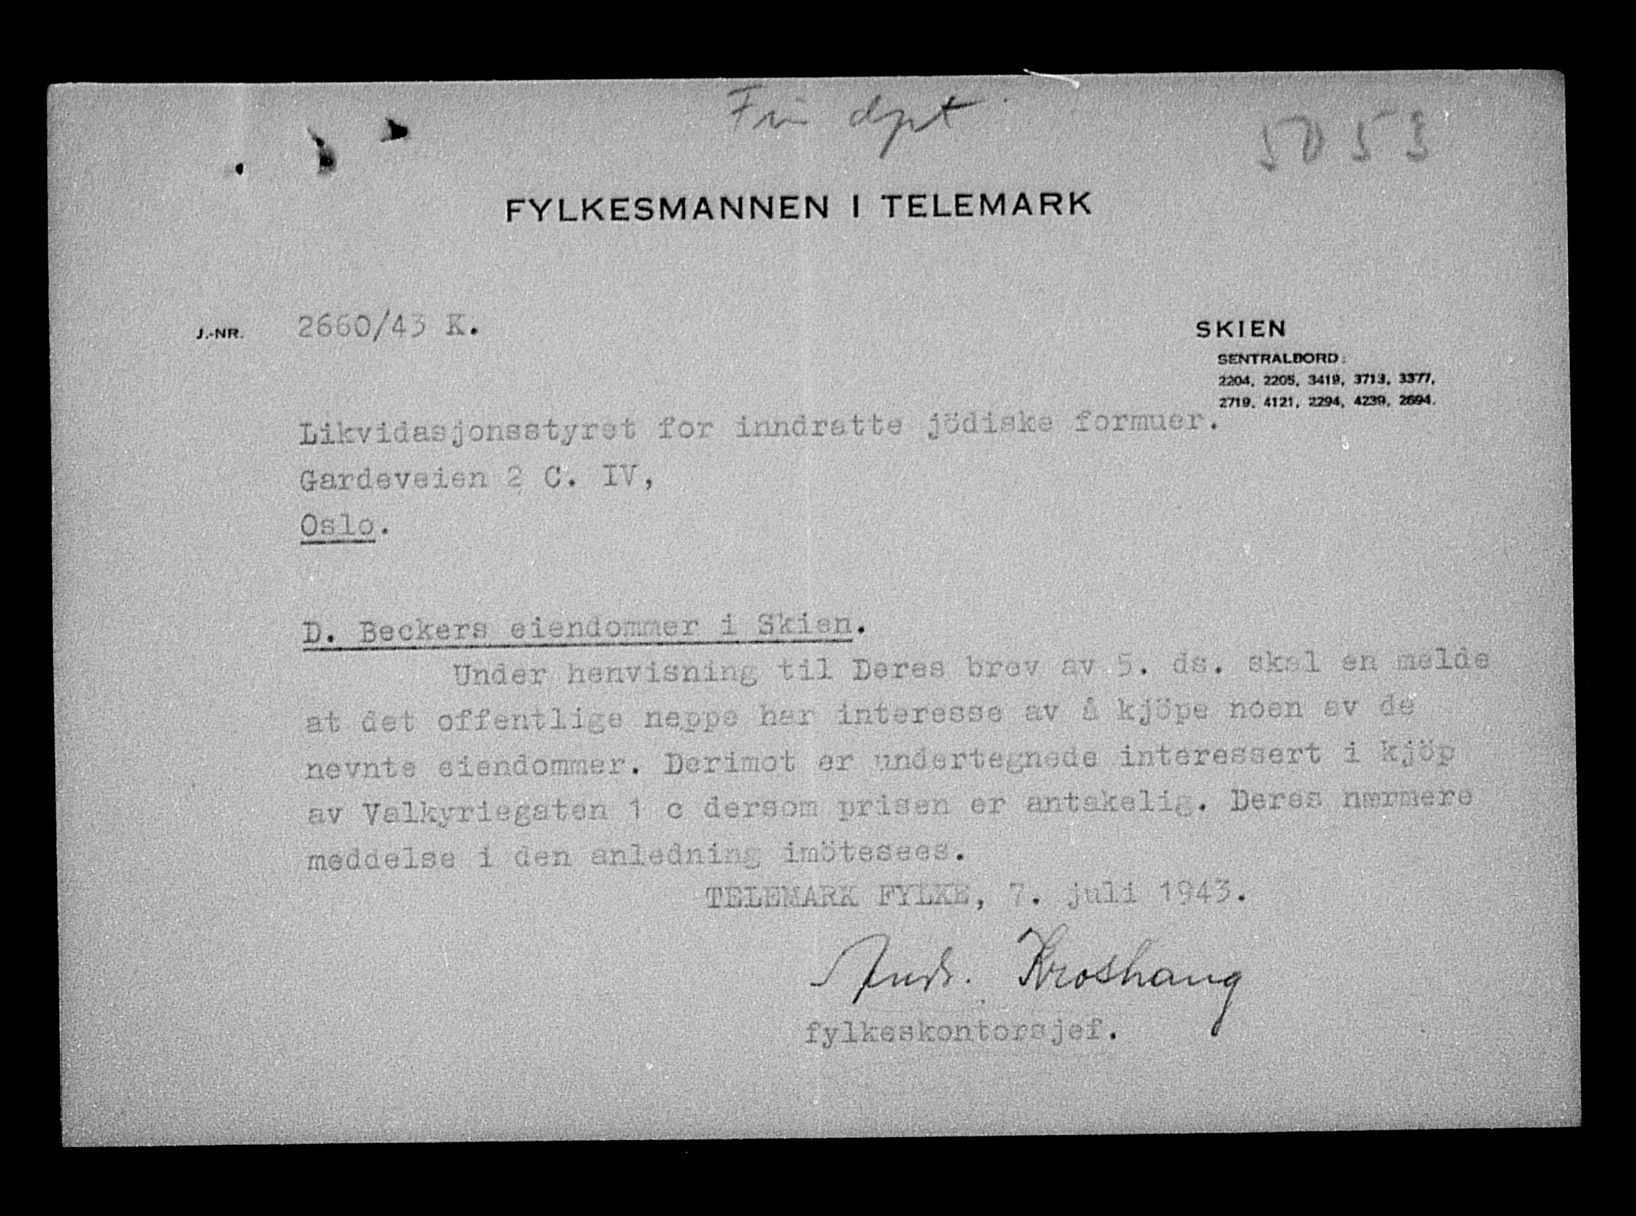 Fin dept
5053
FYLKESMANNEN I TELEMARK
J.-NR. 2660/43 K.
SKIEN
SENTRALBORD:
2204, 2205, 3419, 3713, 3377,
2719, 4121, 2294, 4239, 2694.
Likvidasjonsstyret for inndratte jödiske formuer.
Gardeveien 2 C. IV,
Oslo.
D. Beckers eiendommer i Skien.
Under henvisning til Deres brev av 5. ds. skal en melde
at det offentlige neppe har interesse av å kjöpe noen av de
nevnte eiendommer. Derimot er undertegnede interessert i kjöp
av Valkyriegaten 1 c dersom prisen er antakelig. Deres nærmere
meddelse i den anledning imötesees.
TELEMARK FYLKE, 7. juli 1943.
Andr. Kroshaug
fylkeskontorsjef.